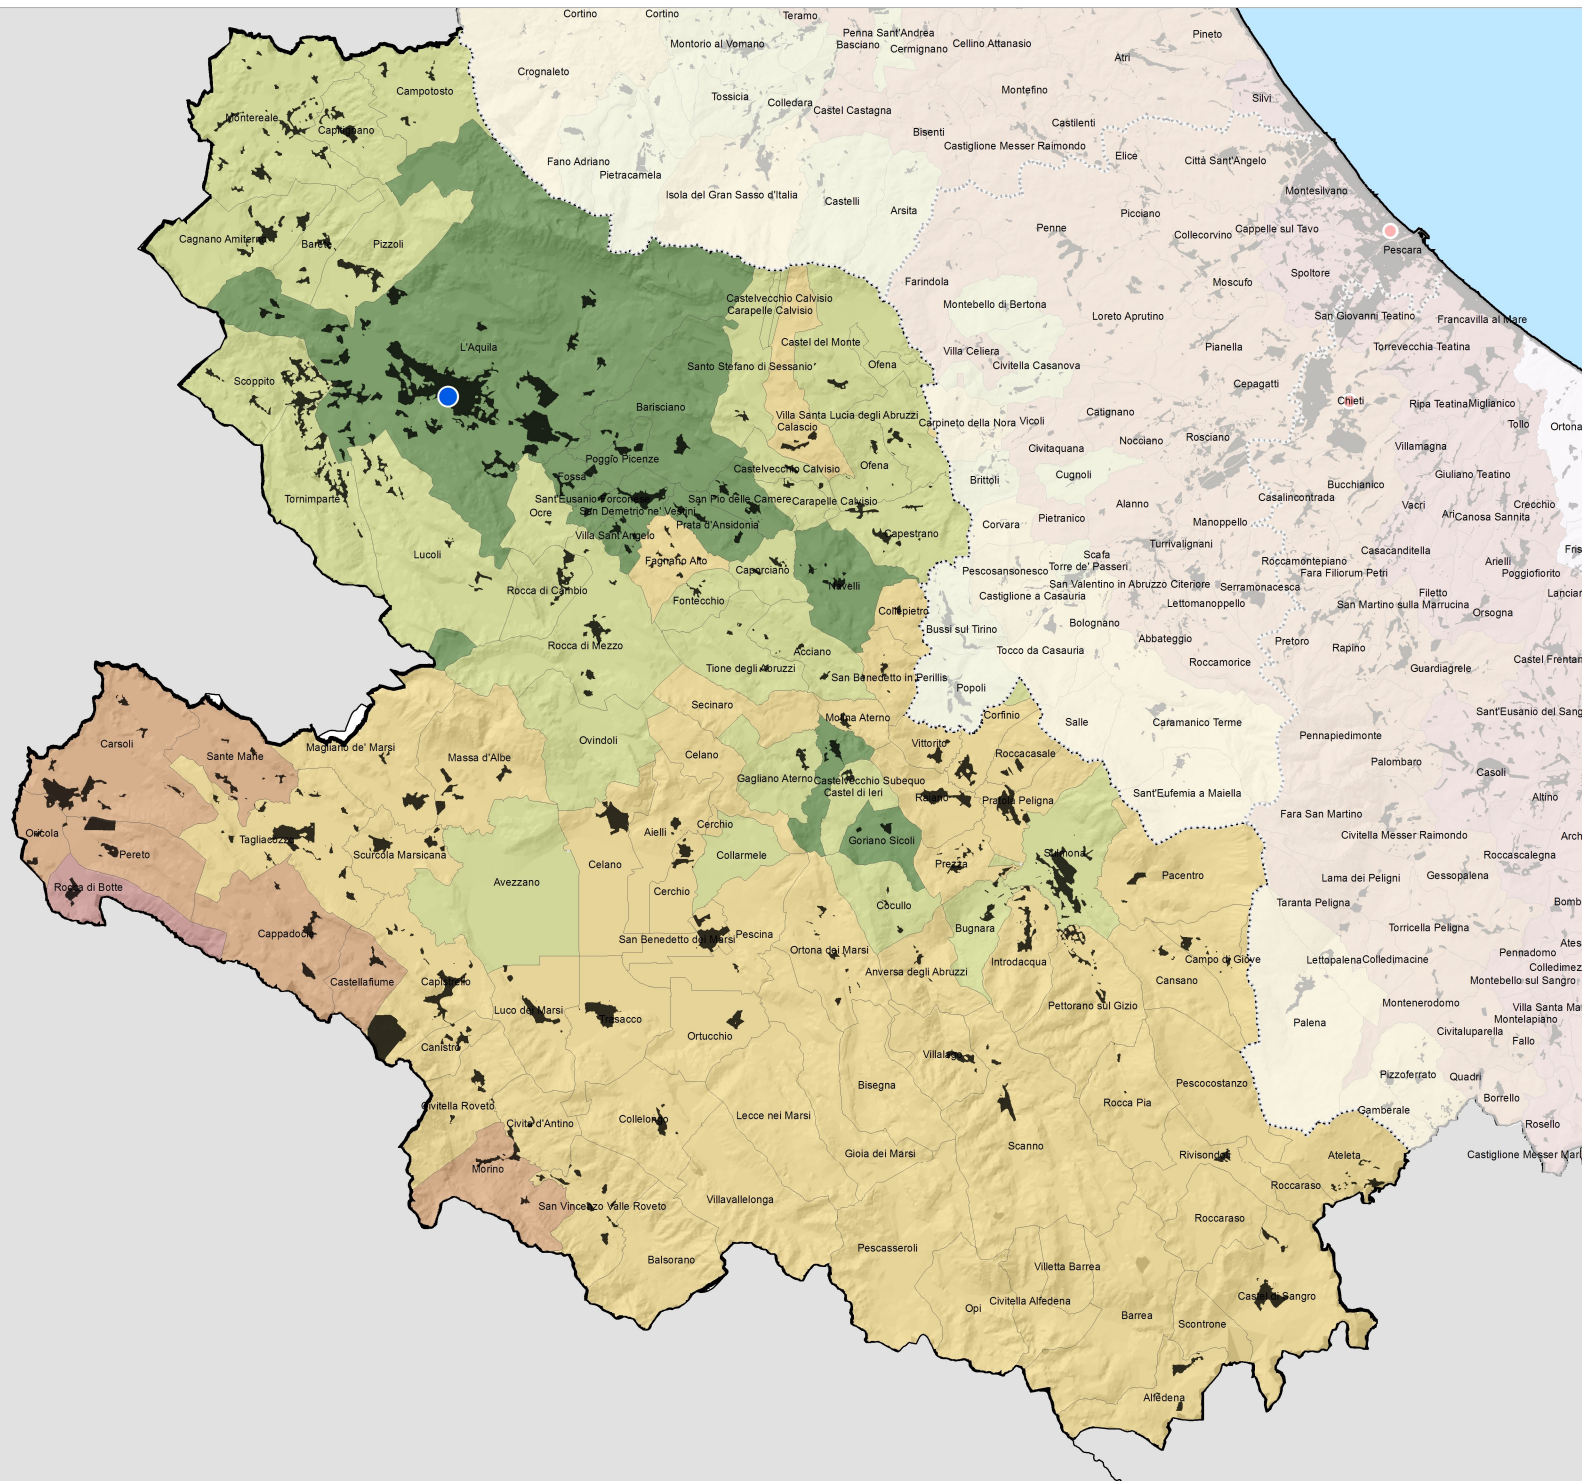 Cortino
Cortino
Teramo
Penna Sant'Andrea
Basciano
Cermignano
Cellino Attanasio
Pineto
Montorio al Vomano
Atri
Crognaleto
Montefino
Silvi
Campotosto
Tossicia
Colledara
Castel Castagna
Castilenti
Montereale
Capitignano
Bisenti
Castiglione Messer Raimondo
Elice
Città Sant'Angelo
Fano Adriano
Pietracamela
Isola del Gran Sasso d'Italia
Castelli
Arsita
Montesilvano
Picciano
Penne
Collecorvino
Cappelle sul Tavo
Pescara
Cagnano Amiterno
Barete
Pizzoli
Farindola
Spoltore
Moscufo
Castelvecchio Calvisio
Carapelle Calvisio
Montebello di Bertona
Loreto Aprutino
San Giovanni Teatino
Francavilla al Mare
L'Aquila
Castel del Monte
Villa Celiera
Pianella
Torrevecchia Teatina
Santo Stefano di Sessanio
Ofena
Civitella Casanova
Scoppito
Cepagatti
Barisciano
Chieti
Ripa Teatina
Miglianico
Villa Santa Lucia degli Abruzzi
Calascio
Carpineto della Nora
Vicoli
Catignano
Tollo
Ortona
Civitaquana
Nocciano
Rosciano
Villamagna
Poggio Picenze
Castelvecchio Calvisio
Ofena
Fossa
Brittoli
Cugnoli
Giuliano Teatino
Bucchianico
Tornimparte
Sant'Eusanio Forconese
San Pio delle Camere
Carapelle Calvisio
Casalincontrada
Ocre
San Demetrio ne' Vestini
Alanno
Vacri
Crecchio
Prata d'Ansidonia
Corvara
Pietranico
Manoppello
Ari
Canosa Sannita
Villa Sant'Angelo
Capestrano
Turrivalignani
Casacanditella
Fris
Lucoli
Fagnano Alto
Caporciano
Scafa
Torre de' Passeri
Pescosansonesco
Roccamontepiano
Fara Filiorum Petri
Arielli
Poggiofiorito
Rocca di Cambio
Navelli
San Valentino in Abruzzo Citeriore
Serramonacesca
Fontecchio
Castiglione a Casauria
Lettomanoppello
San Martino sulla Marrucina
Filetto
Lancian
Collepietro
Orsogna
Bussi sul Tirino
Bolognano
Abbateggio
Pretoro
Rapino
Rocca di Mezzo
Acciano
Tocco da Casauria
Roccamorice
Castel Frentan
Tione degli Abruzzi
San Benedetto in Perillis
Guardiagrele
Popoli
Secinaro
Molina Aterno
Corfinio
Salle
Caramanico Terme
Sant'Eusanio del Sang
Carsoli
Sante Marie
Magliano de' Marsi
Massa d'Albe
Ovindoli
Celano
Vittorito
Roccacasale
Pennapiedimonte
Palombaro
Casoli
Gagliano Aterno
Castelvecchio Subequo
Castel di Ieri
Raiano
Pratola Peligna
Sant'Eufemia a Maiella
Altino
Fara San Martino
Oricola
Pereto
Tagliacozzo
Scurcola Marsicana
Aielli
Cerchio
Collarmele
Goriano Sicoli
Civitella Messer Raimondo
Arch
Roccascalegna
Celano
Prezza
Sulmona
Rocca di Botte
Avezzano
Cerchio
Pacentro
Lama dei Peligni
Gessopalena
Cocullo
Taranta Peligna
Bomb
Cappadocia
San Benedetto dei Marsi
Pescina
Ortona dei Marsi
Bugnara
Torricella Peligna
Ates
Introdacqua
Campo di Giove
Lettopalena
Colledimacine
Pennadomo
Colledimez
Castellafiume
Capistrello
Anversa degli Abruzzi
Cansano
Montebello sul Sangro
Luco dei Marsi
Trasacco
Pettorano sul Gizio
Montenerodomo
Villa Santa Ma
Montelapiano
Palena
Civitaluparella
Fallo
Canistro
Ortucchio
Villalago
Pizzoferrato
Quadri
Bisegna
Pescocostanzo
Civitella Roveto
Civita d'Antino
Collelongo
Lecce nei Marsi
Rocca Pia
Gamberale
Borrello
Rosello
Morino
Gioia dei Marsi
Scanno
Rivisondoli
Ateleta
Castiglione Messer Mari
Roccaraso
San Vincenzo Valle Roveto
Villavallelonga
Roccaraso
Balsorano
Pescasseroli
Villetta Barrea
Opi
Civitella Alfedena
Castel di Sangro
Barrea
Scontrone
Alfedena